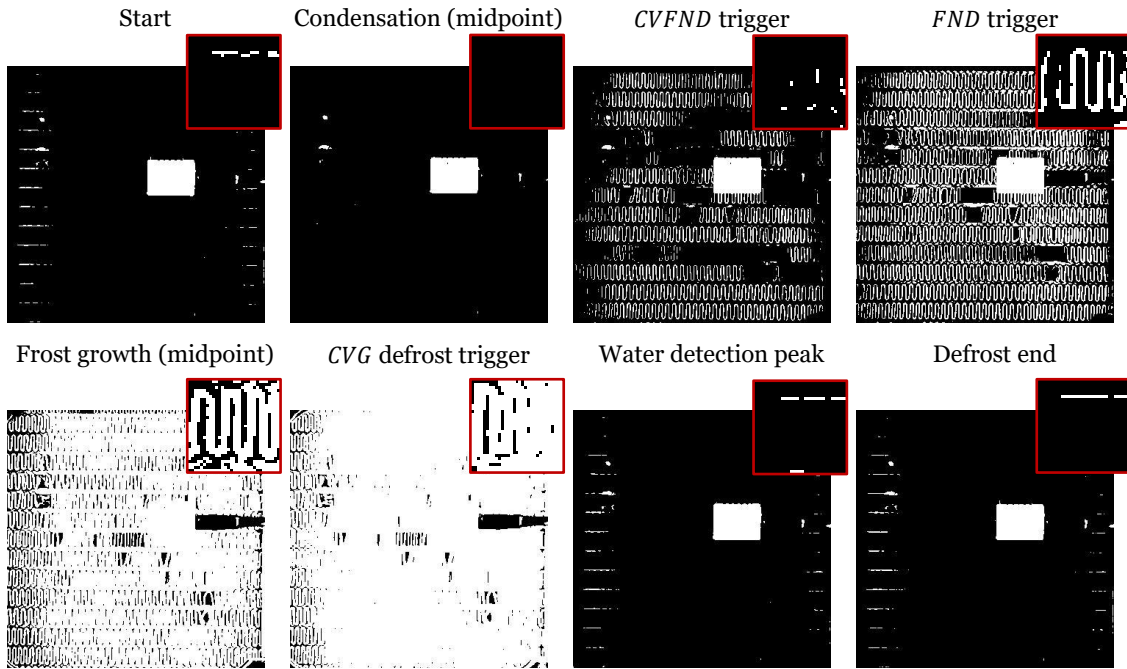 Start
Condensation (midpoint)
CVFND trigger
FND trigger
Frost growth (midpoint)
CVG defrost trigger
Water detection peak
Defrost end